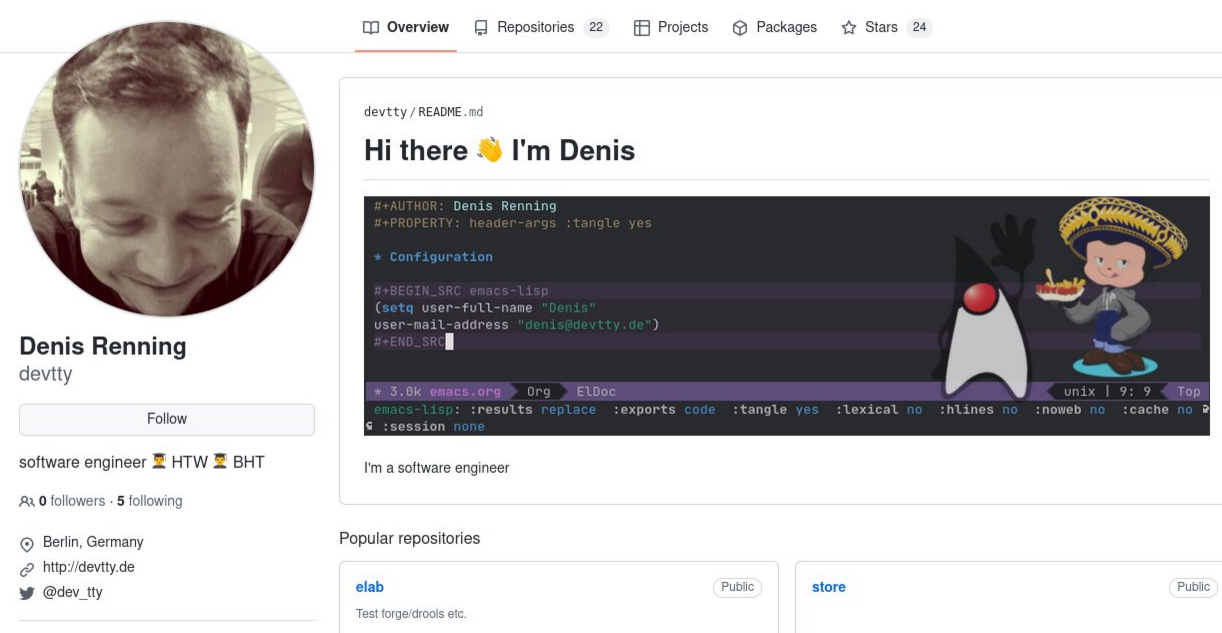 Overview Repositories 22 Projects Packages Stars 24
devtty/README.md
Hi there 👋 I'm Denis
#+AUTHOR: Denis Renning
#+PROPERTY: header-args :tangle yes
* Configuration
#+BEGIN_SRC emacs-lisp
(setq user-full-name "Denis"
user-mail-address "denis@devtty.de")
#+END_SRC
* 3.0k emacs.org Org ElDoc unix | 9: 9 Top
emacs-lisp: :results replace :exports code :tangle yes :lexical no :hlines no :noweb no :cache no
:session none
I'm a software engineer
Denis Renning
devtty
Follow
software engineer 👨‍🎓 HTW 👨‍🎓 BHT
0 followers · 5 following
Berlin, Germany
http://devtty.de
@dev_tty
Popular repositories
elab Public
Test forge/drools etc.
store Public